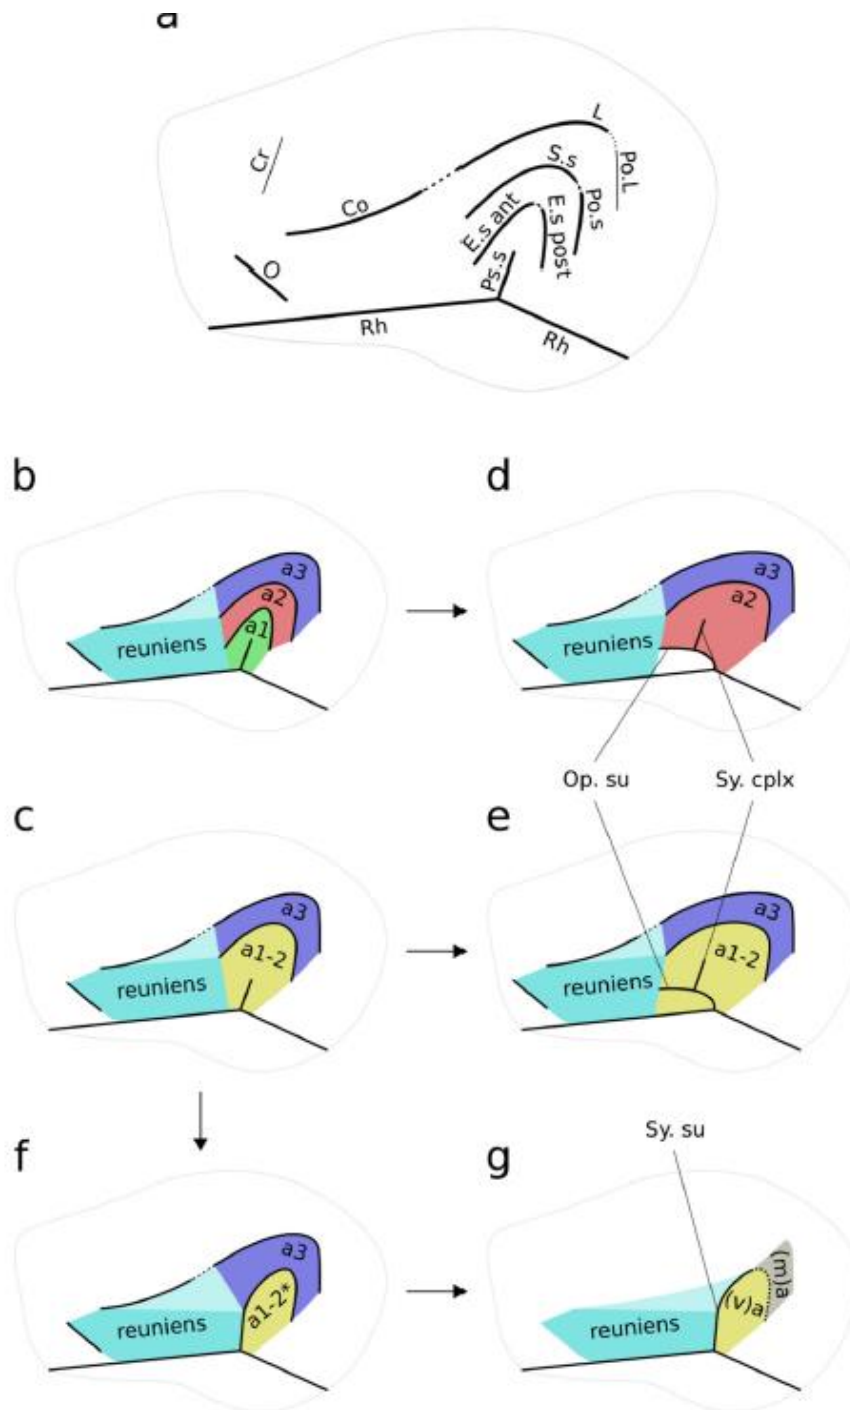 a
L
Cr
S.s
Po.L
Co
E.s ant
E.s post
Po.s
O
Ps.s
Rh
Rh
b
d
a3
a3
a2
a2
a1
reuniens
reuniens
Op. su
Sy. cplx
c
e
a3
a3
a1-2
a1-2
reuniens
reuniens
Sy. su
f
g
a3
(m)a
a1-2*
(v)a
reuniens
reuniens